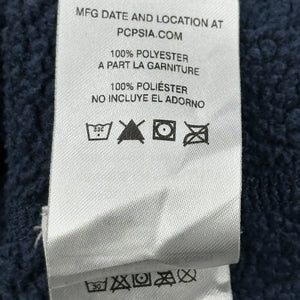 MFG DATE AND LOCATION AT
PCPSIA.COM
100% POLYESTER
A PART LA GARNITURE
100% POLIÉSTER
NO INCLUYE EL ADORNO